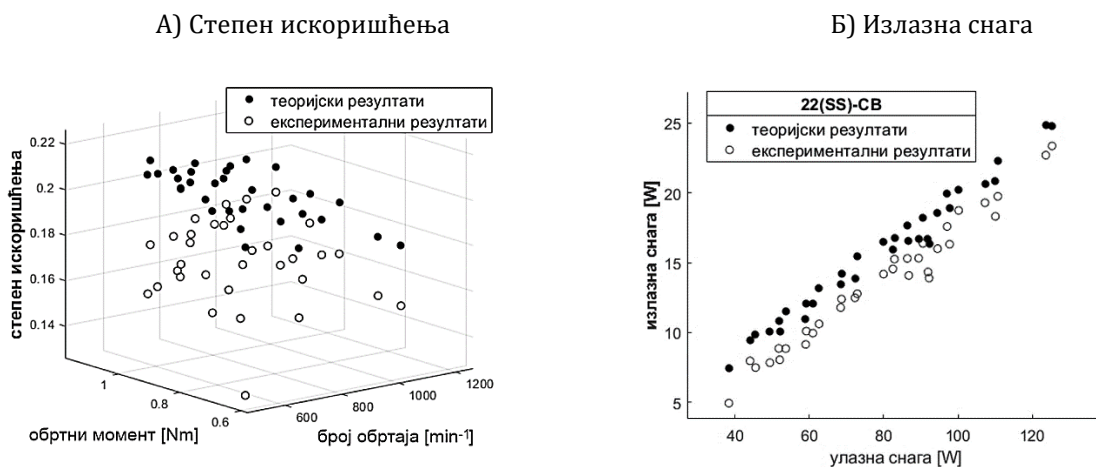 А) Степен искоришћења
Б) Излазна снага
теоријски резултати
експериментални резултати
0.22
0.2
0.18
0.16
0.14
степен искоришћења
1
0.8
0.6
обртни момент [Nm]
600
800
1000
1200
број обртаја [min-1]
22(SS)-CB
теоријски резултати
експериментални резултати
25
20
15
10
5
излазна снага [W]
40 60 80 100 120
улазна снага [W]